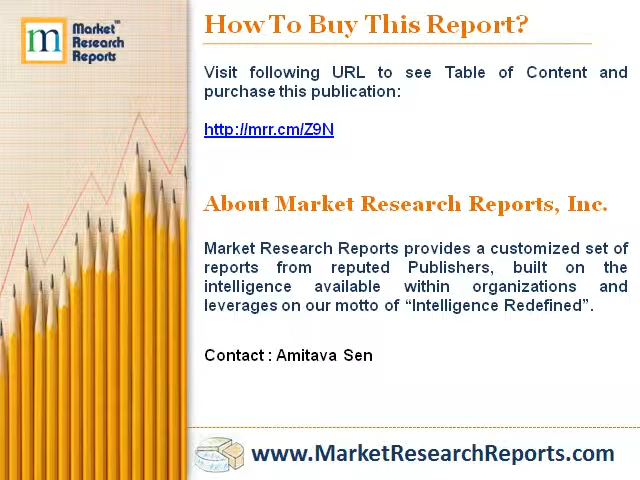 m
Market
Research
Reports
How To Buy This Report?
Visit following URL to see Table of Content and
purchase this publication:
http://mrr.cm/Z9N
About Market Research Reports, Inc.
Market Research Reports provides a customized set of
reports from reputed Publishers, built on the
intelligence available within organizations and
leverages on our motto of “Intelligence Redefined”.
Contact : Amitava Sen
www.MarketResearchReports.com